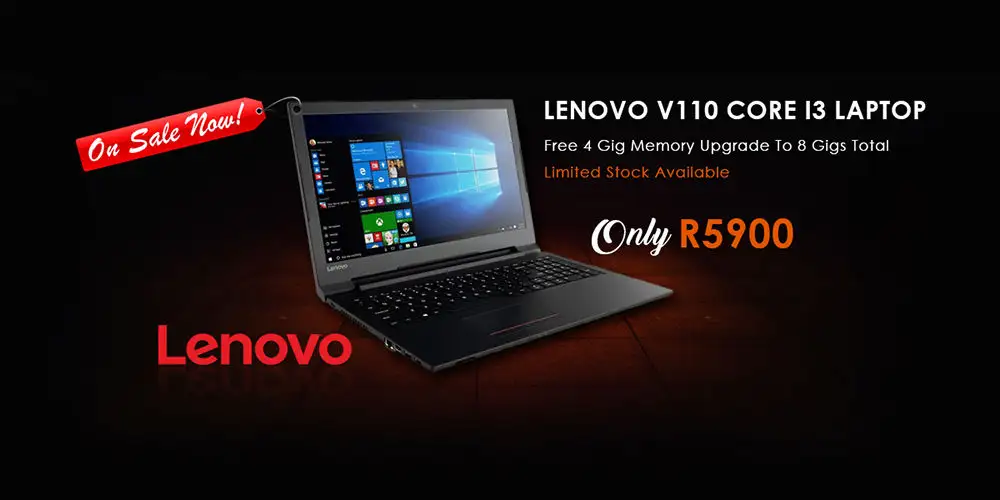 On Sale Now!
LENOVO V110 CORE I3 LAPTOP
Free 4 Gig Memory Upgrade To 8 Gigs Total
Limited Stock Available
Only R5900
Lenovo
Lenovo